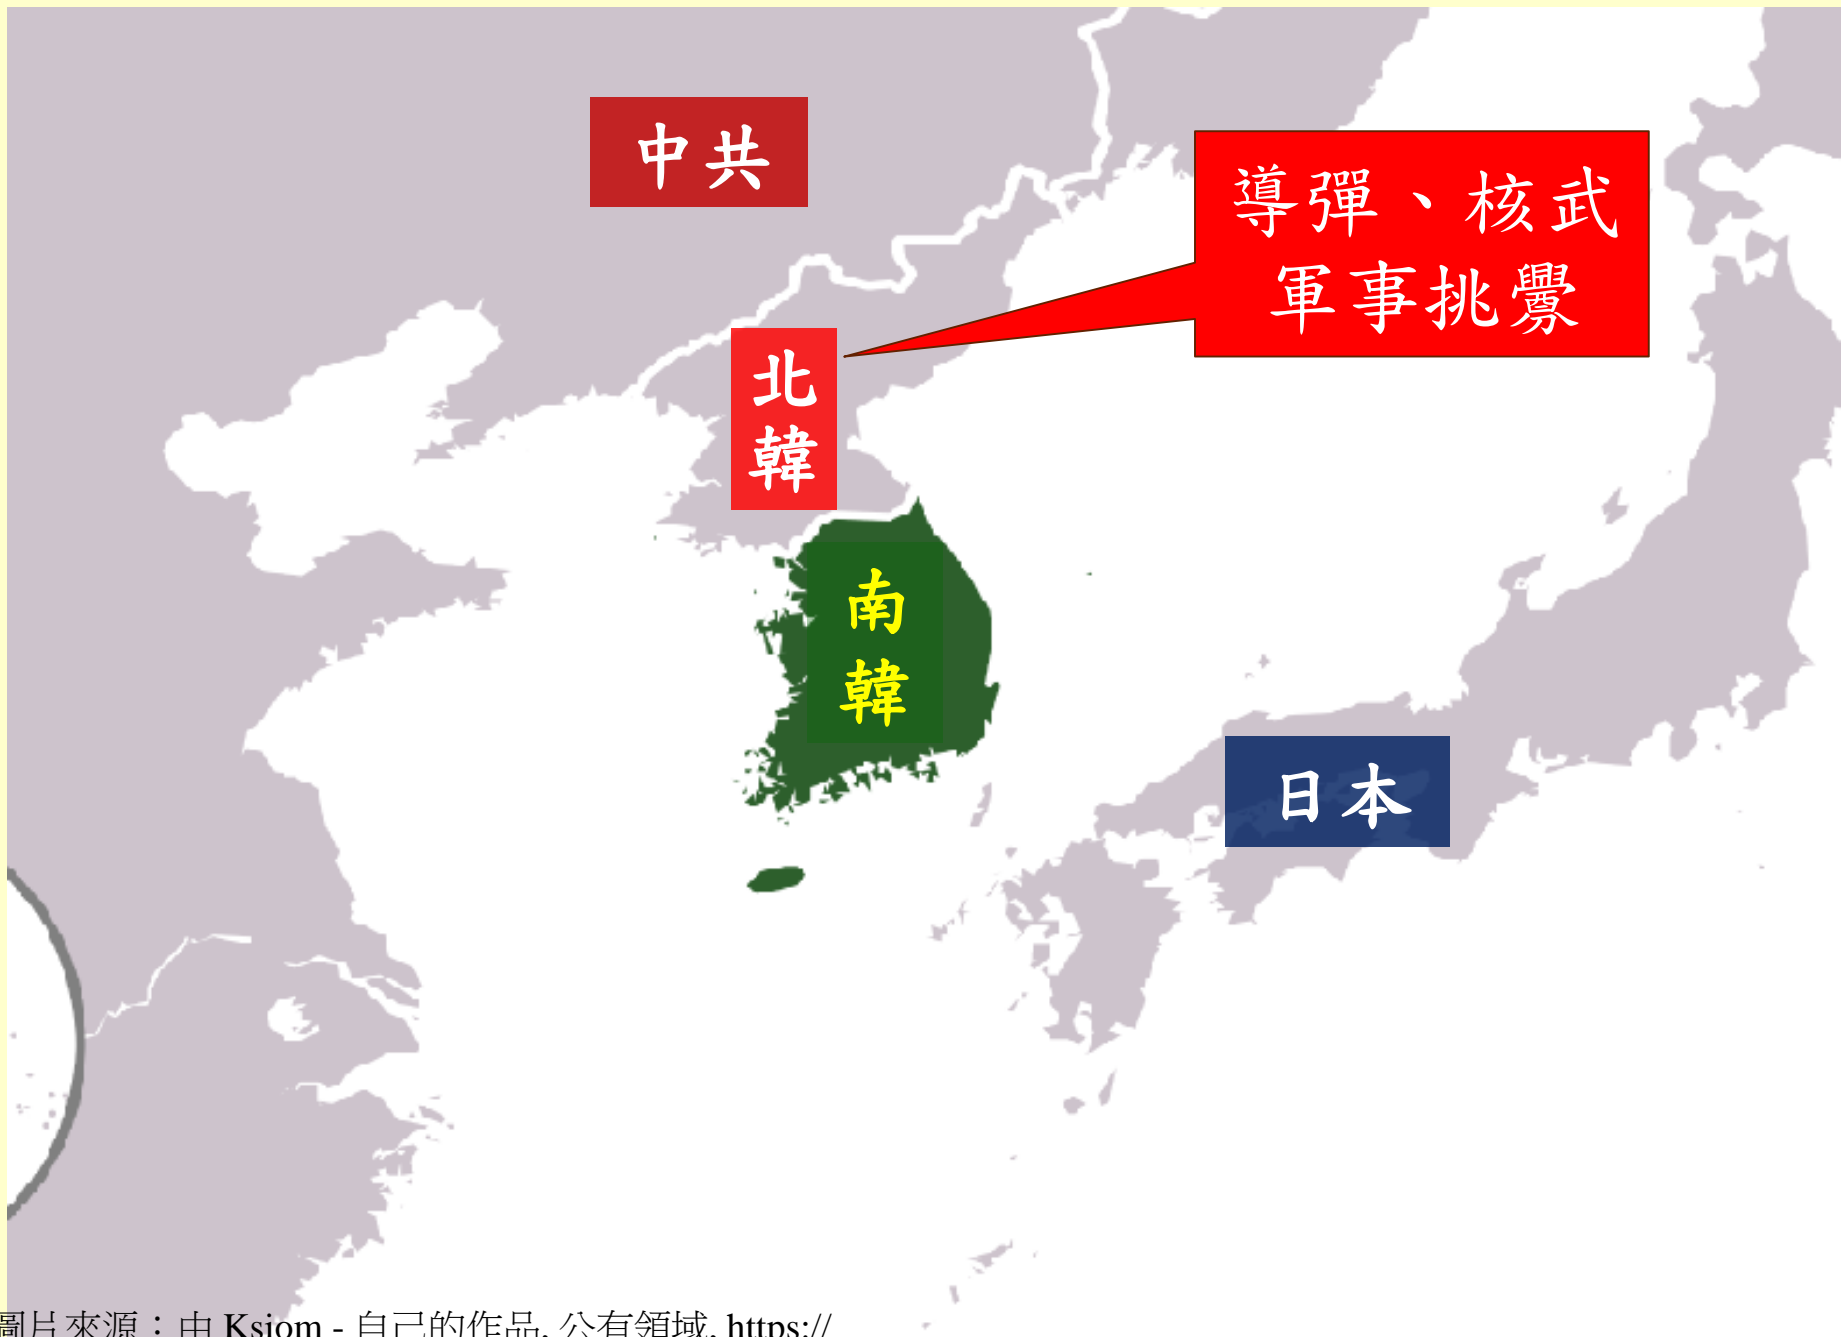 中共
導彈、核武
軍事挑釁
北
韓
南
韓
日本
圖片來源：由 Ksiom - 自己的作品, 公有領域, https://